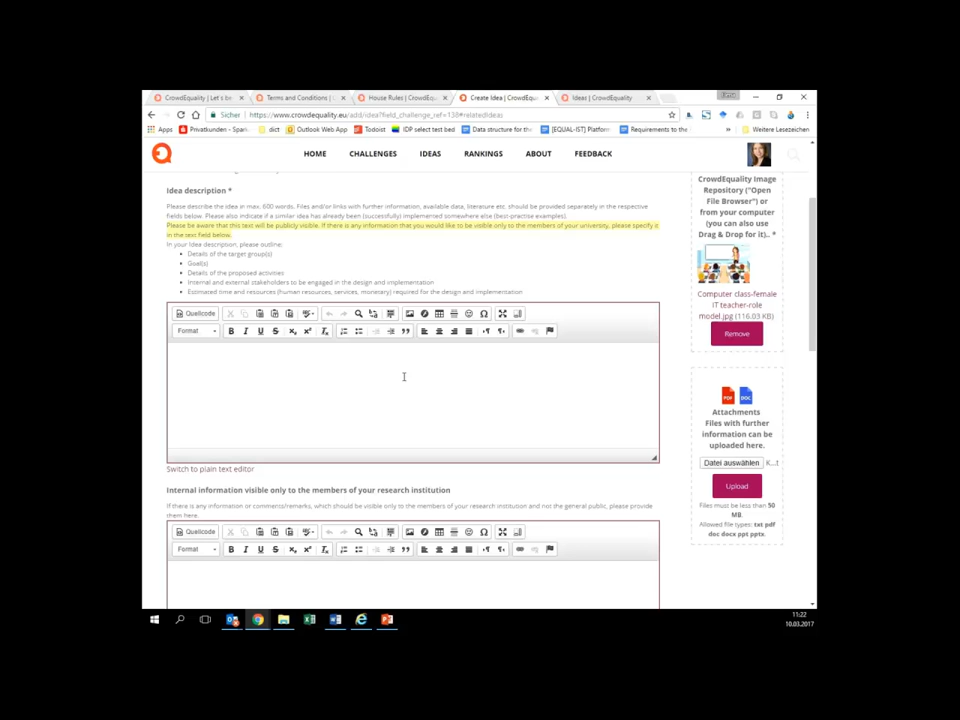 CrowdEquality | Let´s be
Terms and Conditions | 
House Rules | CrowdEqu
Create Idea | CrowdEqu
Ideas | CrowdEquality
Sicher
https://www.crowdequality.eu/add/idea?field_challenge_ref=138#relatedIdeas
Apps
Privatkunden - Spark
dict
Outlook Web App
Todoist
IDP select test bed
Data structure for the
[EQUAL-IST] Platform
Requirements to the
»
Weitere Lesezeichen
HOME CHALLENGES IDEAS RANKINGS ABOUT FEEDBACK
Idea description *
Please describe the idea in max. 600 words. Files and/or links with further information, available date, literature etc. should be provided separately in the respective
fields below. Please also indicate if a similar idea has already been (successfully) implemented somewhere else (best-practise examples).
Please be aware that this text will be publicly visible. If there is any information that you would like to be visible only to the members of your university, please specify it
in the text field below.
In your Idea description, please outline:
Details of the target group(s)
Goal(s)
Details of the proposed activities
Internal and external stakeholders to be engaged in the design and implementation
Estimated time and resources (human resources, services, monetary) required for the design and implementation
Quellcode
Format
Switch to plain text editor
Internal information visible only to the members of your research institution
If there is any information or comments/remarks, which should be visible only to the members of your research institution and not the general public, please provide
them here.
Quellcode
Format
CrowdEquality Image
Repository ("Open
File Browser") or
from your computer
(you can also use
Drag & Drop for it).. *
Computer class-female
IT teacher-role
model.jpg (116.03 KB)
Remove
PDF DOC
Attachments
Files with further
information can be
uploaded here.
Datei auswählen K...t
Upload
Files must be less than 50
MB.
Allowed file types: txt pdf
doc docx ppt pptx.
11:22
10.03.2017